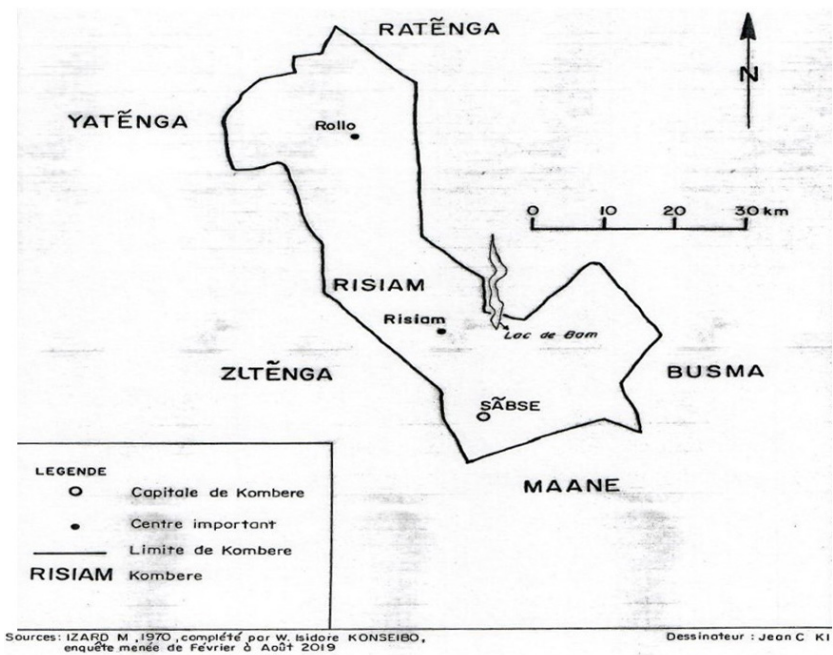 RATẼNGA
N
YATẼNGA
Rollo
0 10 20 30 km
RISIAM
Risiam
Lac de Bam
ZƖTẼNGA
BUSMA
SÃBSE
MAANE
LEGENDE
Capitale de Kombere
Centre important
Limite de Kombere
RISIAM Kombere
Sources: IZARD M, 1970, complété par W. Isidore KONSEIBO,
enquête menée de Février à Août 2019
Dessinateur : Jean C KI